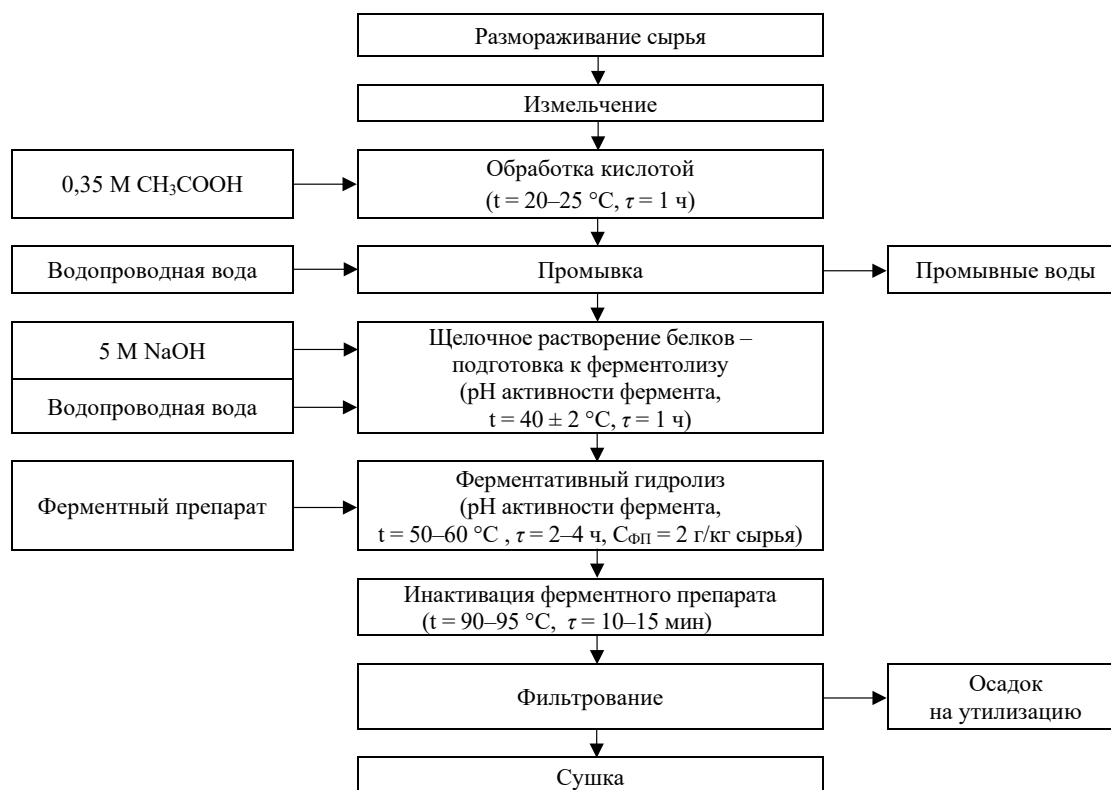 Размораживание сырья
Измельчение
0,35 М CH₃COOH
Обработка кислотой
(t = 20–25 °C, τ = 1 ч)
Водопроводная вода
Промывка
Промывные воды
5 М NaOH
Водопроводная вода
Щелочное растворение белков –
подготовка к ферментолизу
(pH активности фермента,
t = 40 ± 2 °C, τ = 1 ч)
Ферментный препарат
Ферментативный гидролиз
(pH активности фермента,
t = 50–60 °C , τ = 2–4 ч, C_ФП = 2 г/кг сырья)
Инактивация ферментного препарата
(t = 90–95 °C, τ = 10–15 мин)
Фильтрование
Осадок
на утилизацию
Сушка